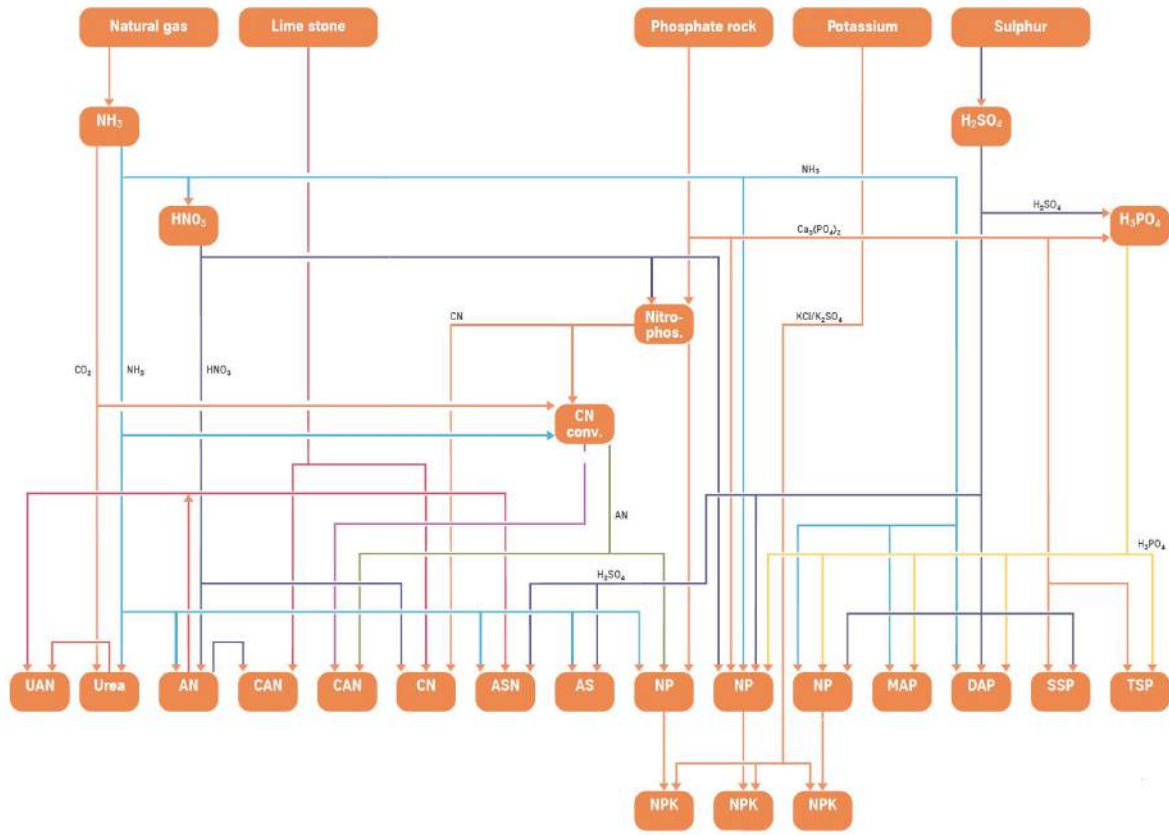 Natural gas
Lime stone
Phosphate rock
Potassium
Sulphur
NH₃
H₂SO₄
NH₃
HNO₃
H₂SO₄
H₃PO₄
Ca₃(PO₄)₂
Nitro-
phos.
CN
KCl/K₂SO₄
CO₂
NH₃
HNO₃
CN
conv.
AN
H₃PO₄
H₂SO₄
UAN
Urea
AN
CAN
CAN
CN
ASN
AS
NP
NP
NP
MAP
DAP
SSP
TSP
NPK
NPK
NPK